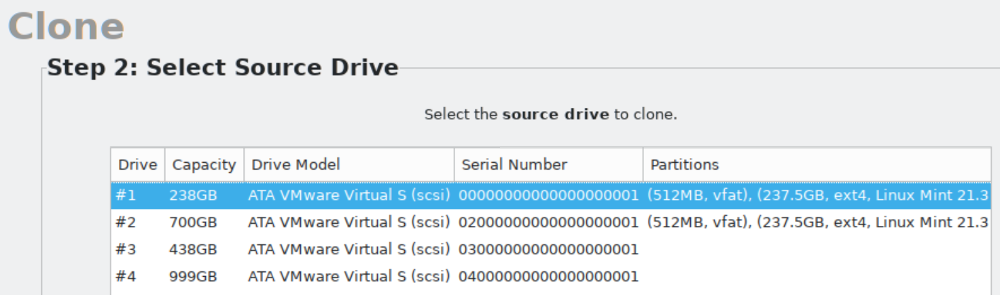 Clone
Step 2: Select Source Drive
Select the source drive to clone.
Drive Capacity Drive Model Serial Number Partitions
#1 238GB ATA VMware Virtual S (scsi) 00000000000000000001 (512MB, vfat), (237.5GB, ext4, Linux Mint 21.3
#2 700GB ATA VMware Virtual S (scsi) 02000000000000000001 (512MB, vfat), (237.5GB, ext4, Linux Mint 21.3
#3 438GB ATA VMware Virtual S (scsi) 03000000000000000001
#4 999GB ATA VMware Virtual S (scsi) 04000000000000000001